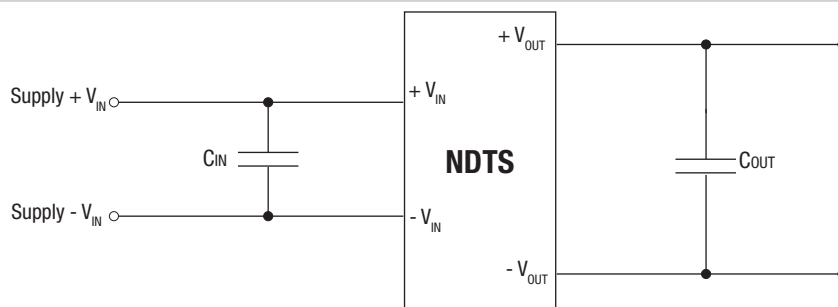 + VOUT
Supply + VIN
+ VIN
CIN
NDTS
COUT
Supply - VIN
- VIN
- VOUT